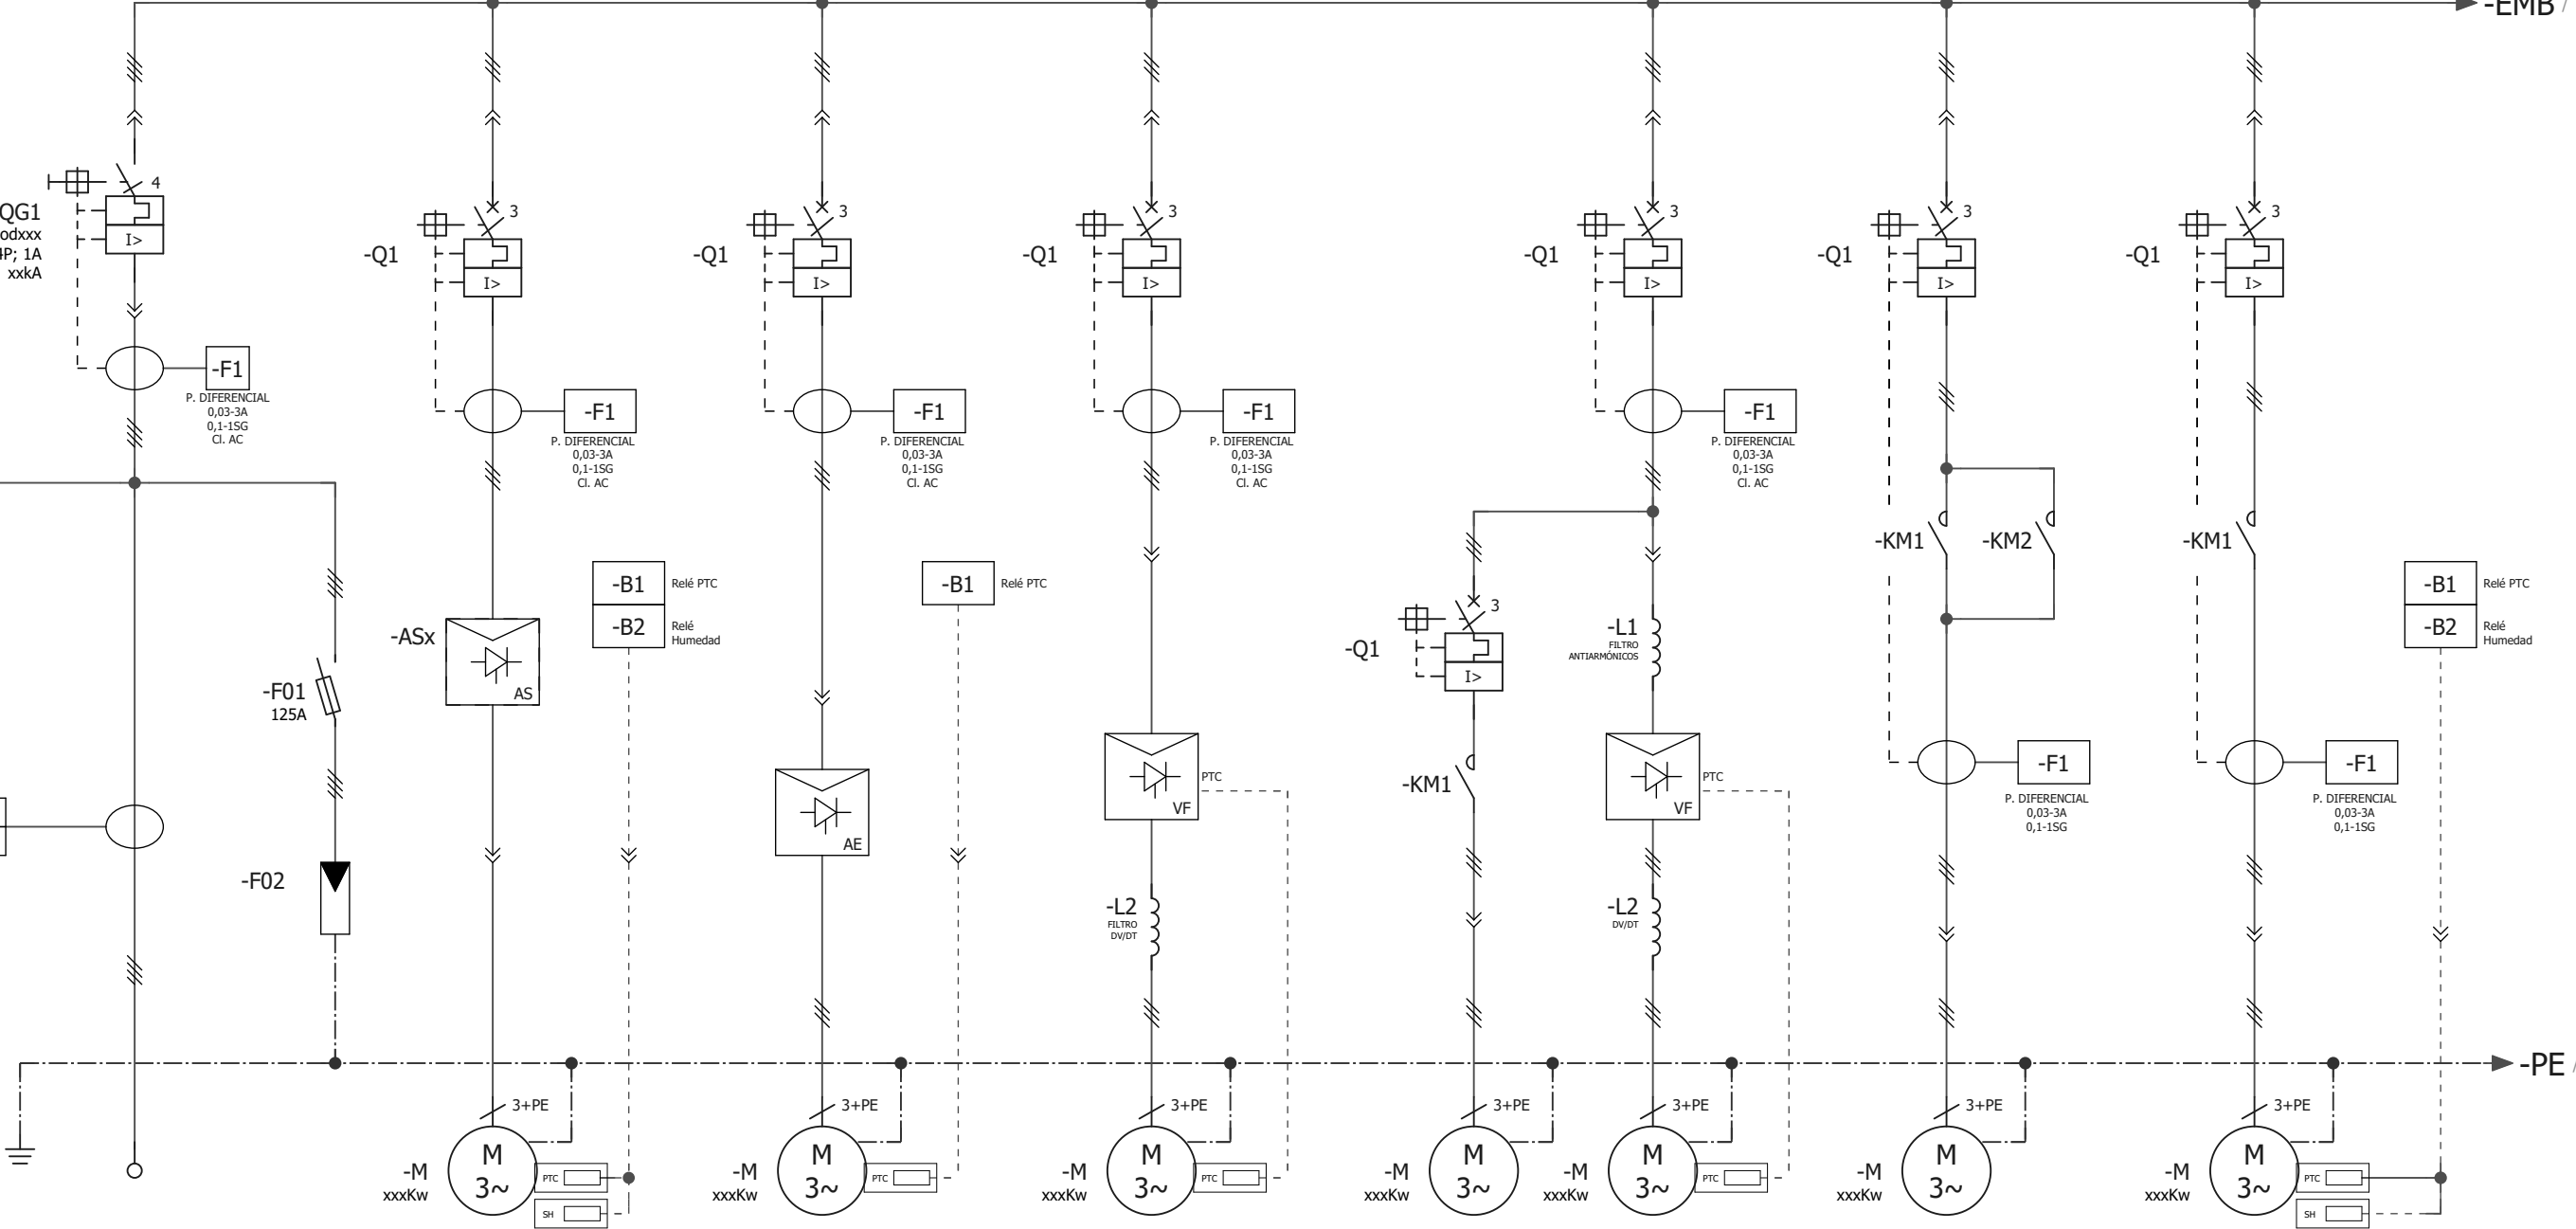 -EMB /
4
QG1
odxxx
4P; 1A
xxkA
I>
-F1
P. DIFERENCIAL
0,03-3A
0,1-1SG
Cl. AC
-F01
125A
-F02
3
-Q1
I>
-F1
P. DIFERENCIAL
0,03-3A
0,1-1SG
Cl. AC
-ASx
AS
-B1
Relé PTC
-B2
Relé
Humedad
3+PE
M
3~
-M
xxxKw
PTC
SH
3
-Q1
I>
-F1
P. DIFERENCIAL
0,03-3A
0,1-1SG
Cl. AC
-B1
Relé PTC
AE
3+PE
M
3~
-M
xxxKw
PTC
3
-Q1
I>
-F1
P. DIFERENCIAL
0,03-3A
0,1-1SG
Cl. AC
PTC
VF
-L2
FILTRO
DV/DT
3+PE
M
3~
-M
xxxKw
PTC
3
-Q1
I>
-KM1
3+PE
M
3~
-M
xxxKw
3
-Q1
I>
-F1
P. DIFERENCIAL
0,03-3A
0,1-1SG
Cl. AC
-L1
FILTRO
ANTIARMÓNICOS
PTC
VF
-L2
DV/DT
3+PE
M
3~
-M
xxxKw
PTC
3
-Q1
I>
-KM1
-KM2
-F1
P. DIFERENCIAL
0,03-3A
0,1-1SG
3+PE
M
3~
-M
xxxKw
3
-Q1
I>
-KM1
-F1
P. DIFERENCIAL
0,03-3A
0,1-1SG
-B1
Relé PTC
-B2
Relé
Humedad
-PE /
3+PE
M
3~
-M
xxxKw
PTC
SH